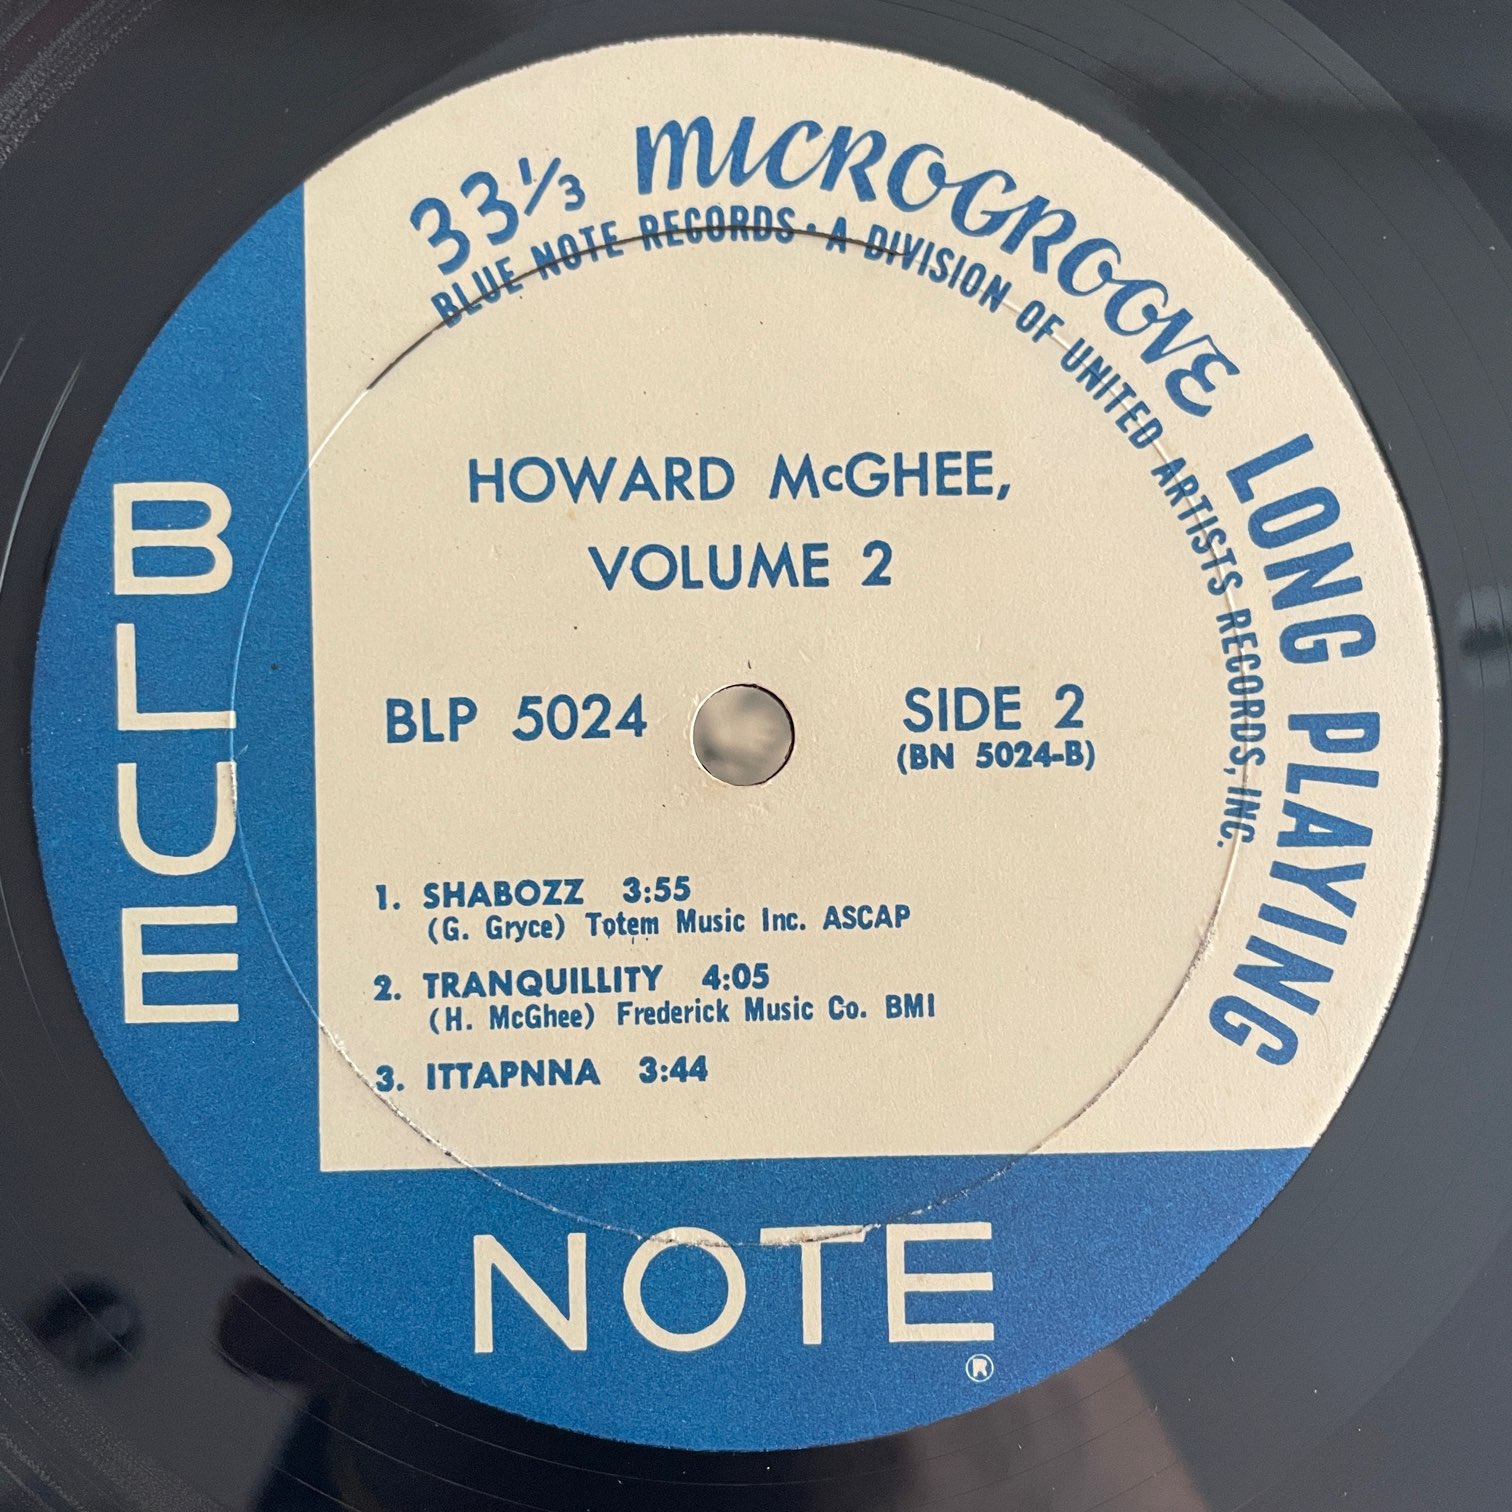 33 1/3 MICROGROOVE LONG PLAYING
BLUE NOTE RECORDS • A DIVISION OF UNITED ARTISTS RECORDS, INC.
HOWARD McGHEE,
VOLUME 2
BLP 5024
SIDE 2
(BN 5024-B)
1. SHABOZZ 3:55
(G. Gryce) Totem Music Inc. ASCAP
2. TRANQUILLITY 4:05
(H. McGhee) Frederick Music Co. BMI
3. ITTAPNNA 3:44
BLUE
NOTE
®